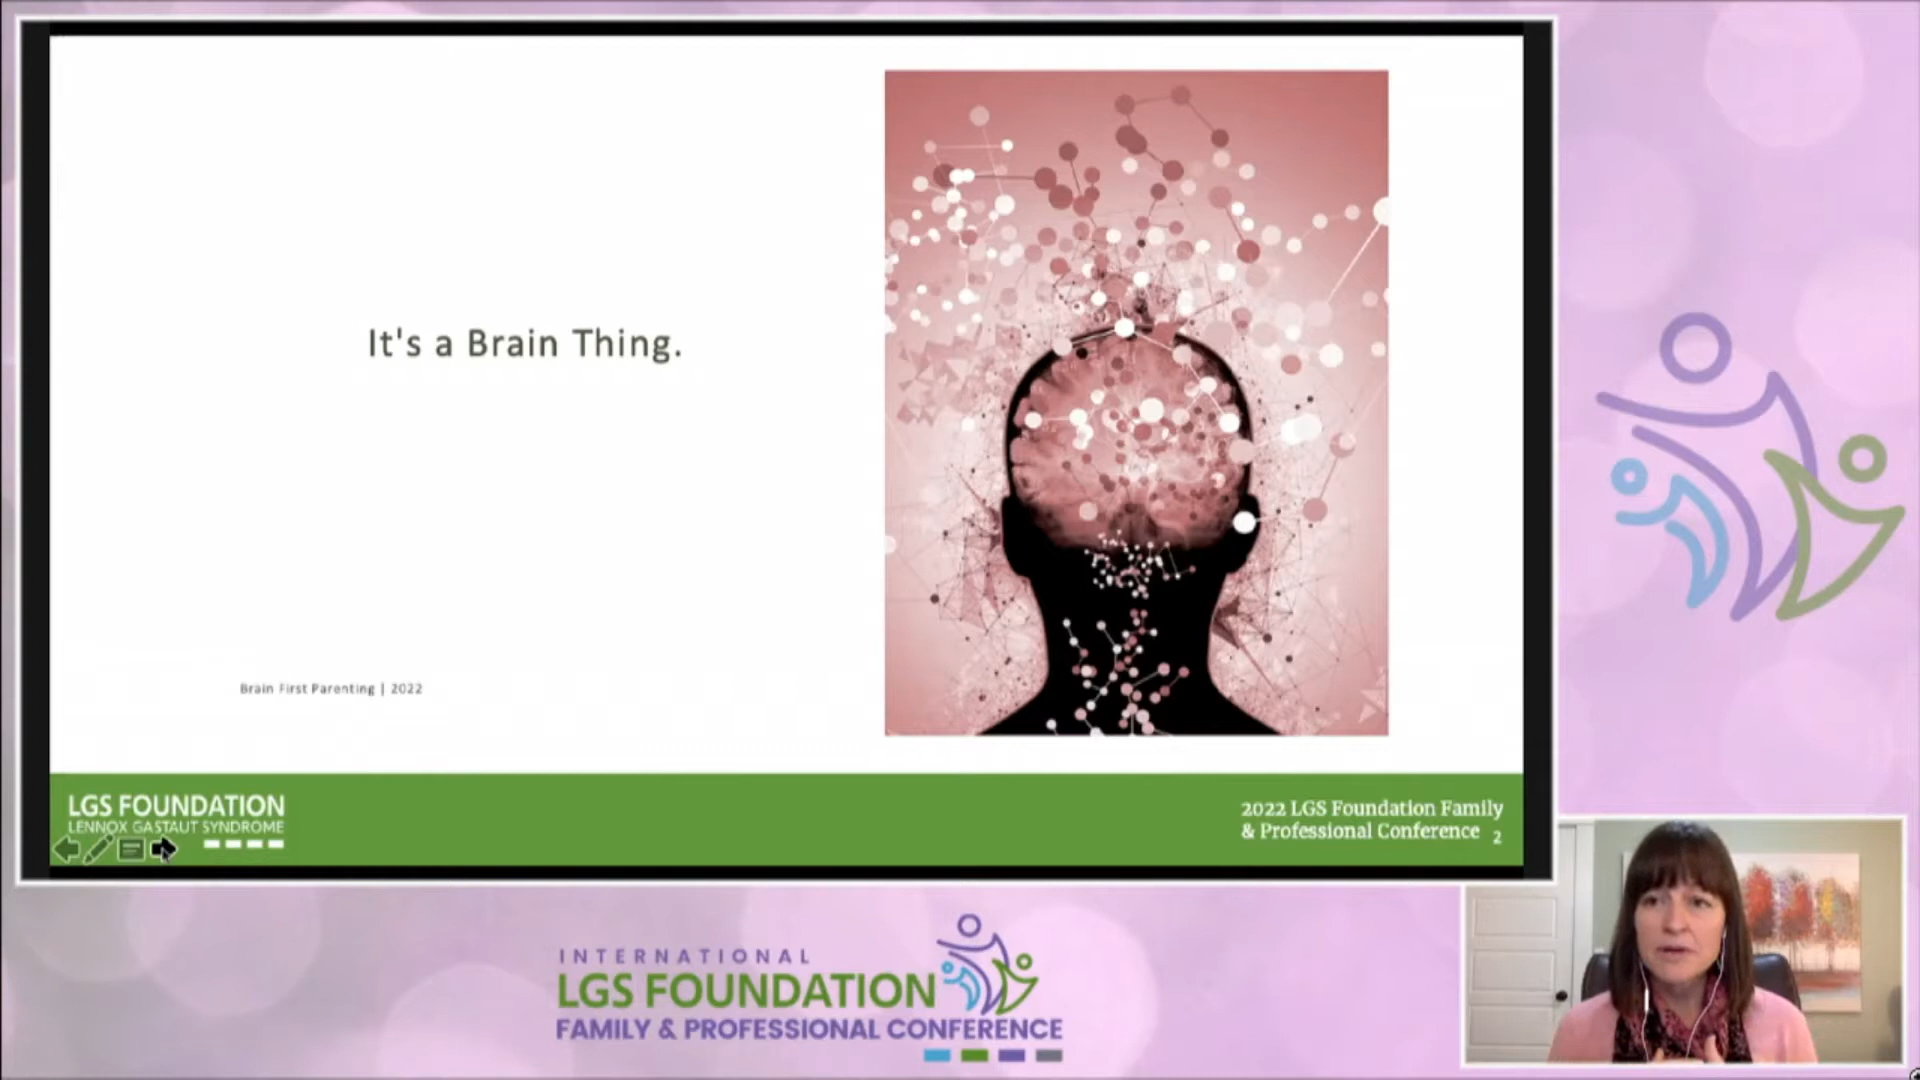 It's a Brain Thing.
Brain First Parenting | 2022
LGS FOUNDATION
LENNOX GASTAUT SYNDROME
2022 LGS Foundation Family
& Professional Conference 2
INTERNATIONAL
LGS FOUNDATION
FAMILY & PROFESSIONAL CONFERENCE